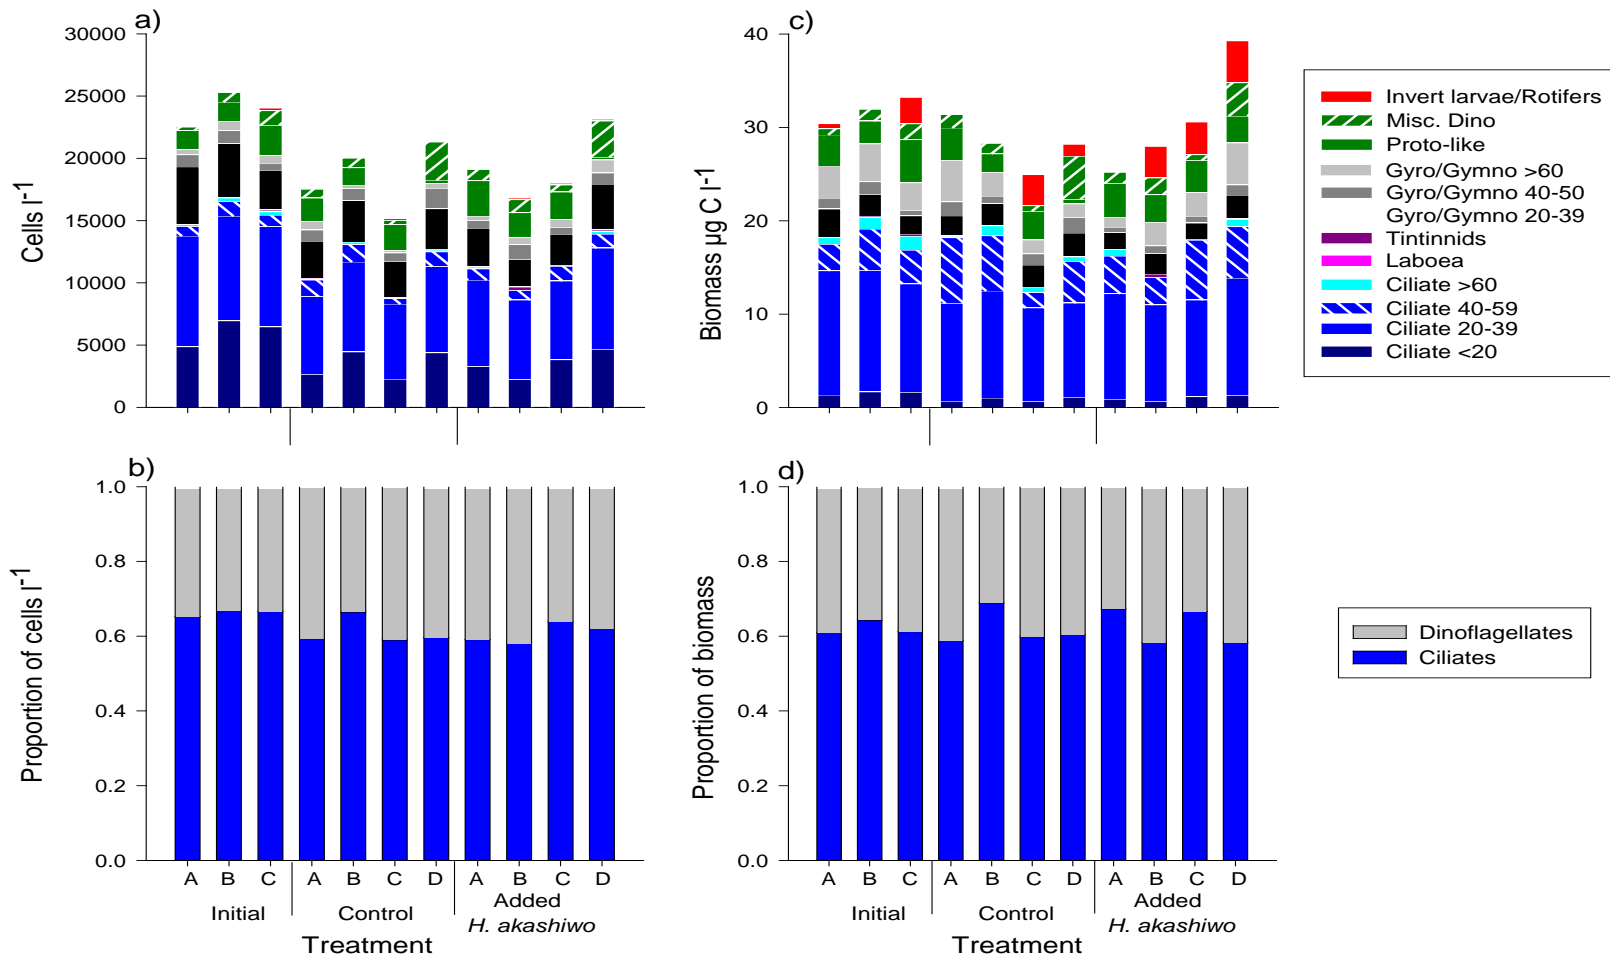 a)
30000
25000
20000
15000
10000
5000
0
Cells l-1
c)
40
30
20
10
0
Biomass µg C l-1
Invert larvae/Rotifers
Misc. Dino
Proto-like
Gyro/Gymno >60
Gyro/Gymno 40-50
Gyro/Gymno 20-39
Tintinnids
Laboea
Ciliate >60
Ciliate 40-59
Ciliate 20-39
Ciliate <20
b)
1.0
0.8
0.6
0.4
0.2
0.0
Proportion of cells l-1
A B C A B C D A B C D
Initial Control Added
H. akashiwo
Treatment
d)
1.0
0.8
0.6
0.4
0.2
0.0
Proportion of biomass
A B C A B C D A B C D
Initial Control Added
H. akashiwo
Treatment
Dinoflagellates
Ciliates